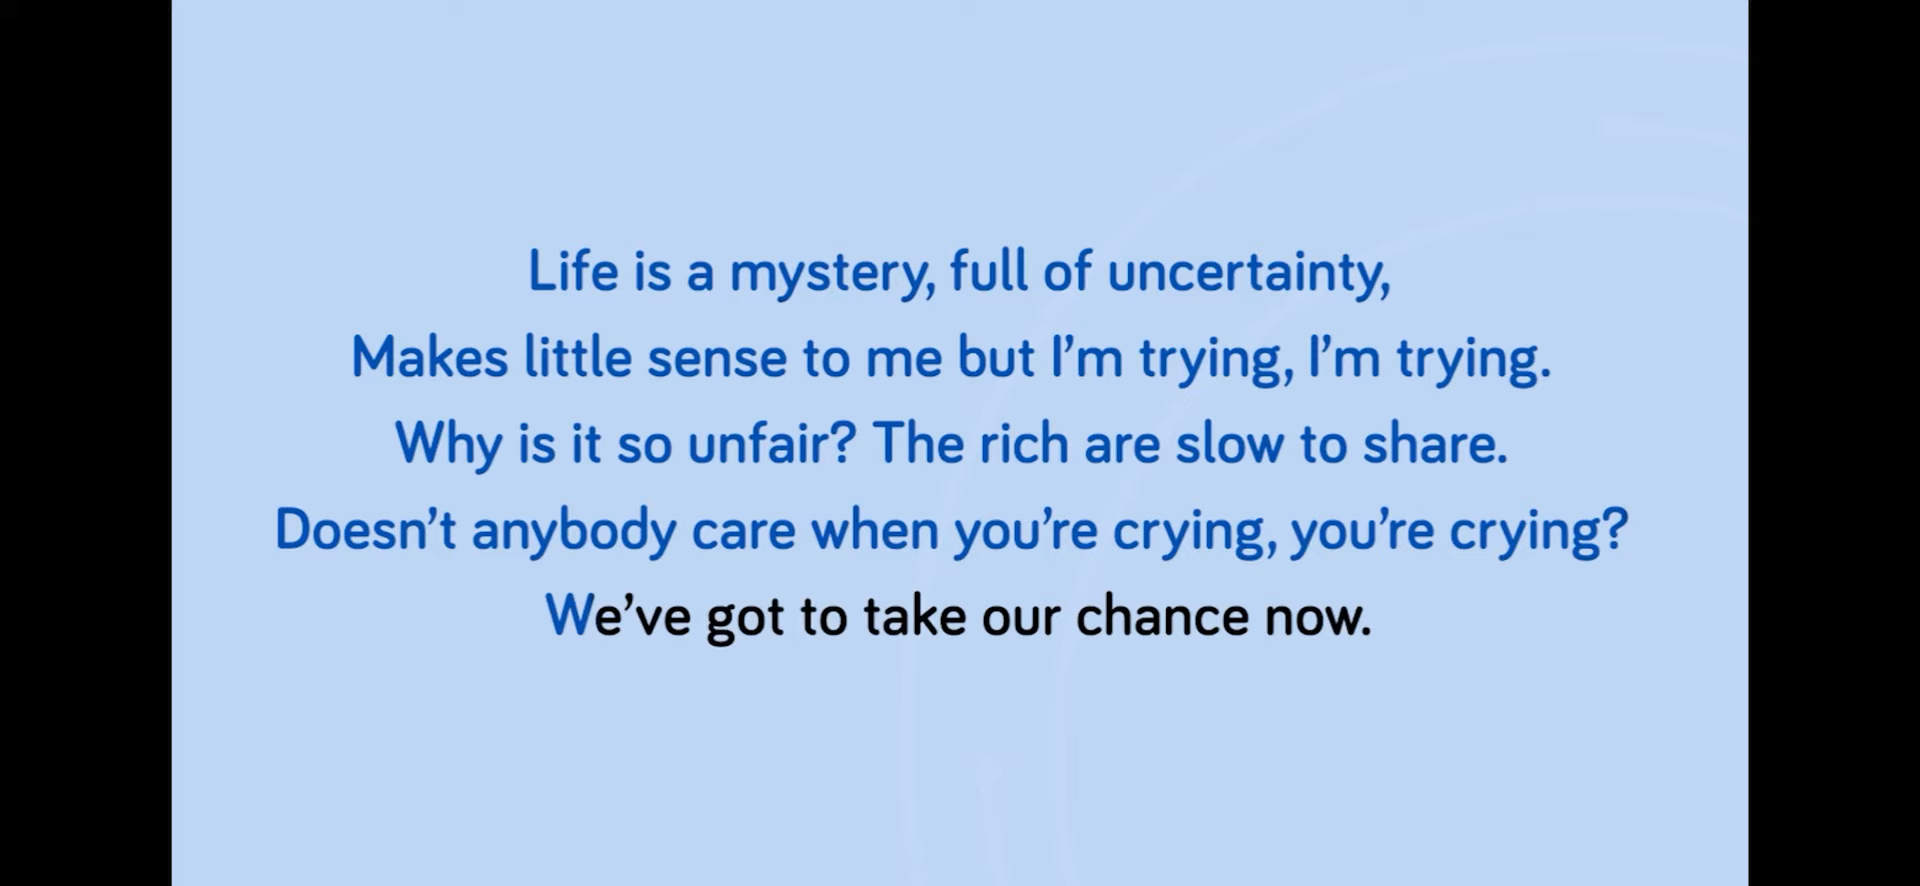 Life is a mystery, full of uncertainty,
Makes little sense to me but I’m trying, I’m trying.
Why is it so unfair? The rich are slow to share.
Doesn’t anybody care when you’re crying, you’re crying?
We’ve got to take our chance now.